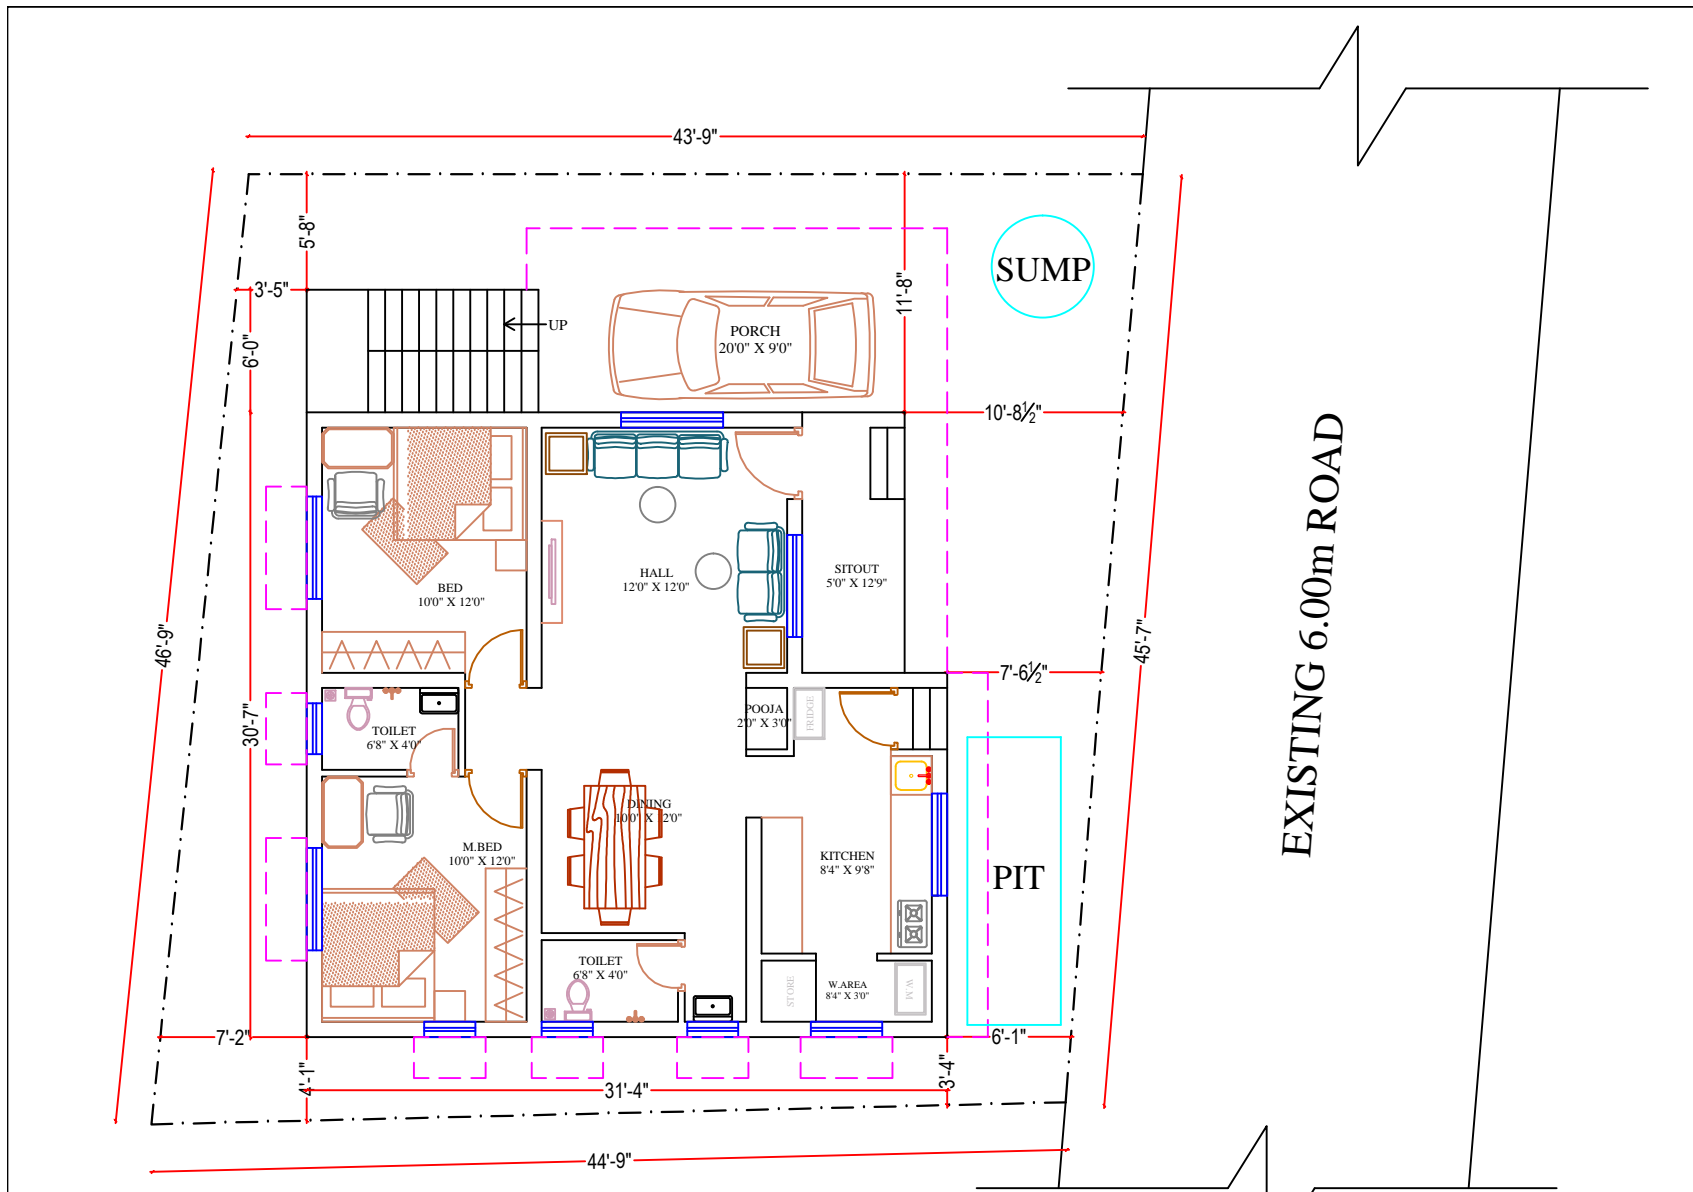 43'-9"
5'-8"
SUMP
3'-5"
11'-8"
UP
PORCH
20'0" X 9'0"
6'-0"
10'-8½"
EXISTING 6.00m ROAD
HALL
12'0" X 12'0"
SITOUT
5'0" X 12'9"
BED
10'0" X 12'0"
46'-9"
45'-7"
7'-6½"
POOJA
2'0" X 3'0"
FRIDGE
30'-7"
TOILET
6'8" X 4'0"
DINING
10'0" X 12'0"
M.BED
10'0" X 12'0"
KITCHEN
8'4" X 9'8"
PIT
TOILET
6'8" X 4'0"
STORE
W.AREA
8'4" X 3'0"
W.M
7'-2"
6'-1"
4'-1"
3'-4"
31'-4"
44'-9"